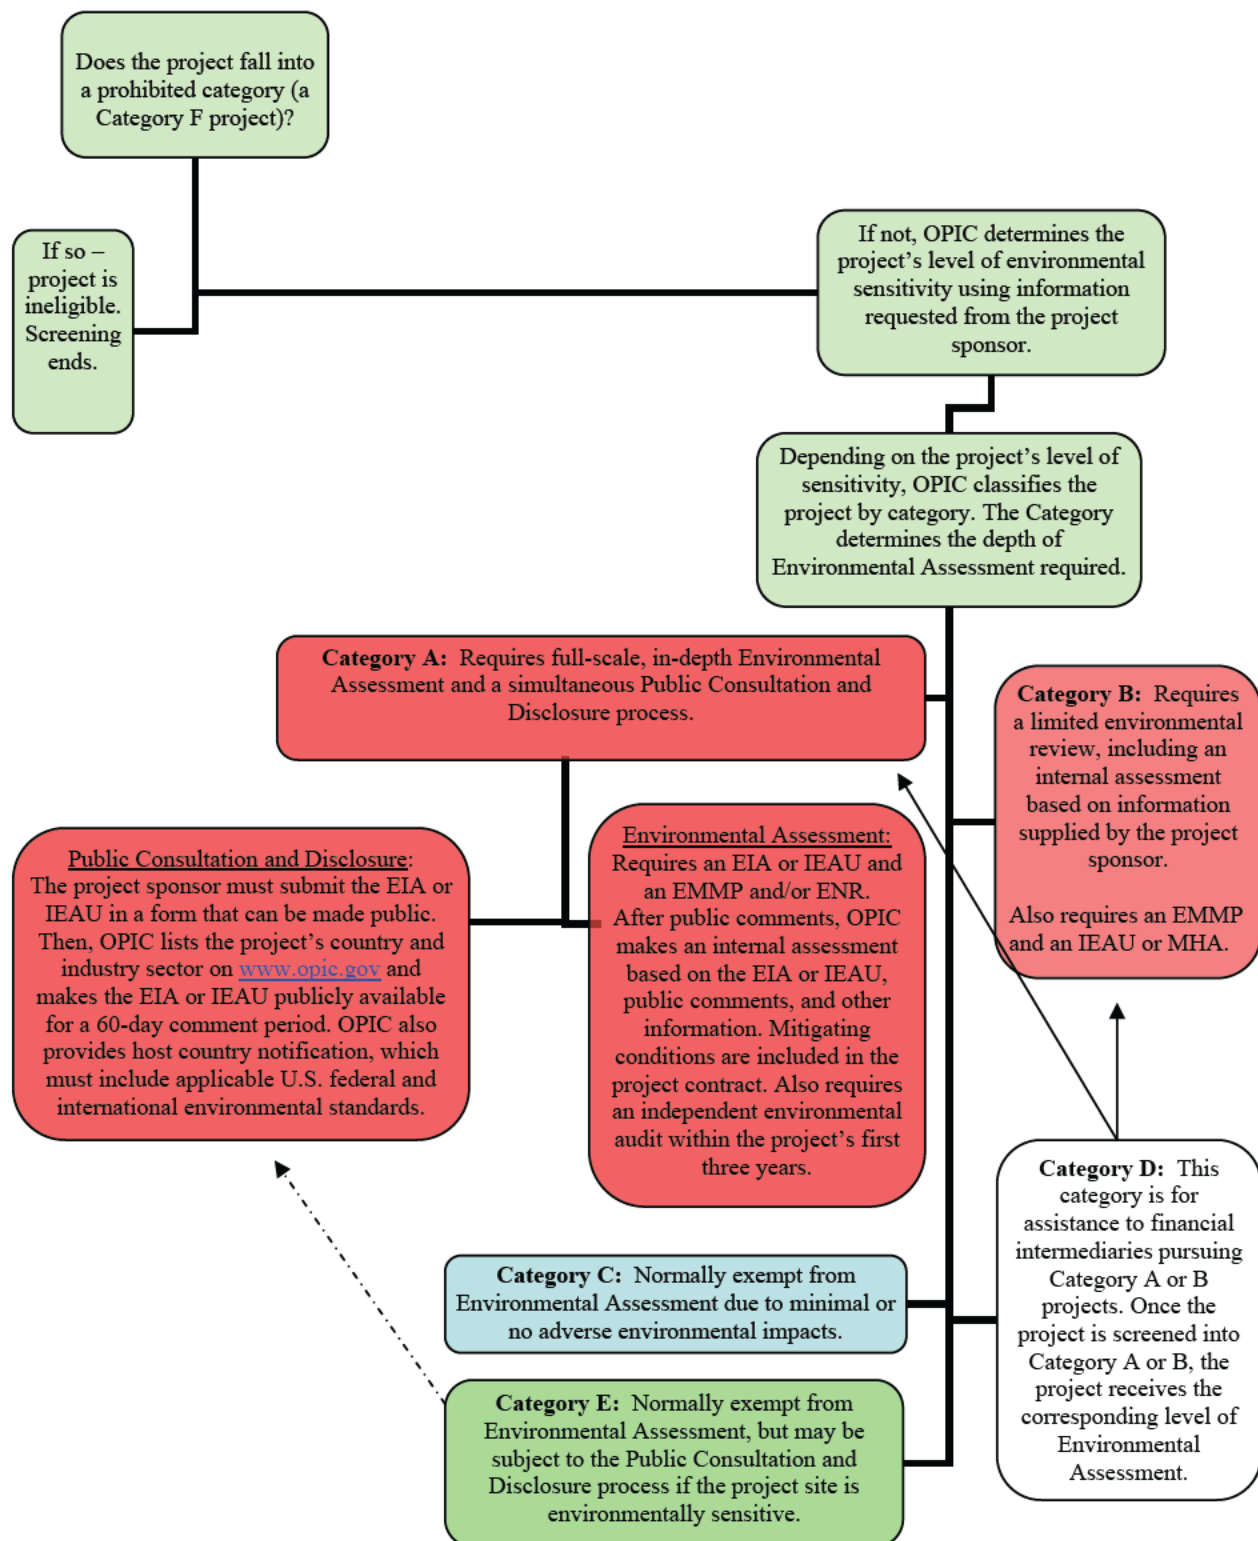 Does the project fall into
a prohibited category (a
Category F project)?
If so –
project is
ineligible.
Screening
ends.
If not, OPIC determines the
project’s level of environmental
sensitivity using information
requested from the project
sponsor.
Depending on the project’s level of
sensitivity, OPIC classifies the
project by category. The Category
determines the depth of
Environmental Assessment required.
Category A:  Requires full-scale, in-depth Environmental
Assessment and a simultaneous Public Consultation and
Disclosure process.
Category B:  Requires
a limited environmental
review, including an
internal assessment
based on information
supplied by the project
sponsor.
Also requires an EMMP
and an IEAU or MHA.
Public Consultation and Disclosure:
The project sponsor must submit the EIA or
IEAU in a form that can be made public.
Then, OPIC lists the project’s country and
industry sector on www.opic.gov and
makes the EIA or IEAU publicly available
for a 60-day comment period. OPIC also
provides host country notification, which
must include applicable U.S. federal and
international environmental standards.
Environmental Assessment:
Requires an EIA or IEAU and
an EMMP and/or ENR.
After public comments, OPIC
makes an internal assessment
based on the EIA or IEAU,
public comments, and other
information. Mitigating
conditions are included in the
project contract. Also requires
an independent environmental
audit within the project’s first
three years.
Category D:  This
category is for
assistance to financial
intermediaries pursuing
Category A or B
projects. Once the
project is screened into
Category A or B, the
project receives the
corresponding level of
Environmental
Assessment.
Category C:  Normally exempt from
Environmental Assessment due to minimal or
no adverse environmental impacts.
Category E:  Normally exempt from
Environmental Assessment, but may be
subject to the Public Consultation and
Disclosure process if the project site is
environmentally sensitive.